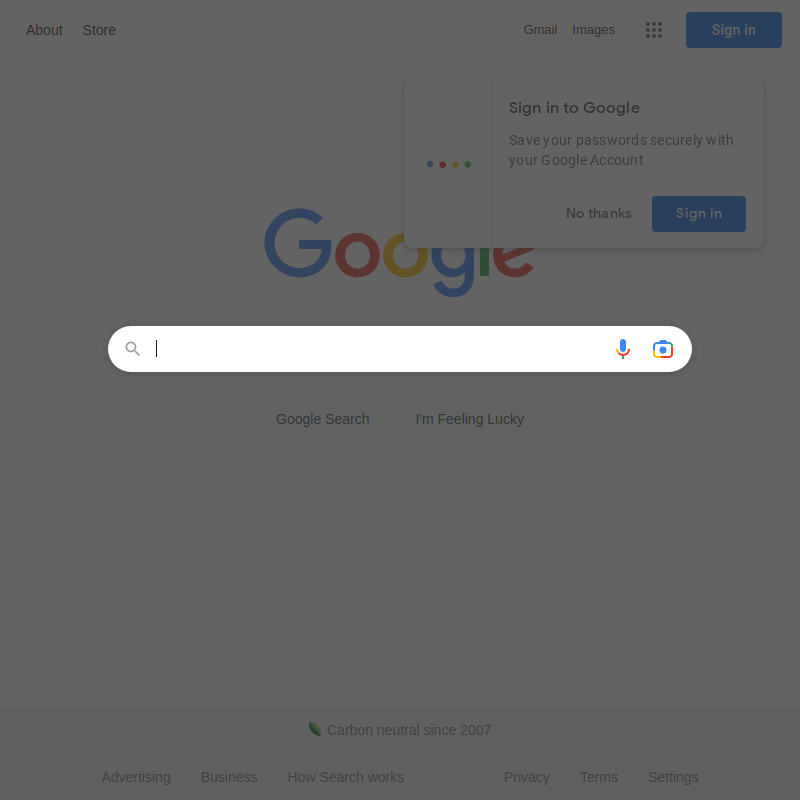 About Store Gmail Images Sign in
Sign in to Google
Save your passwords securely with
your Google Account
No thanks Sign in
Google
Google Search I'm Feeling Lucky
Carbon neutral since 2007
Advertising Business How Search works Privacy Terms Settings